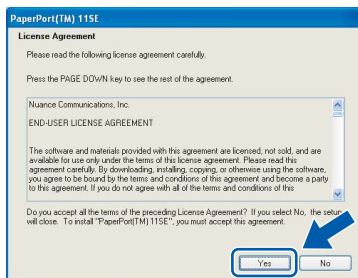 PaperPort(TM) 11SE
License Agreement
Please read the following license agreement carefully.
Press the PAGE DOWN key to see the rest of the agreement.
Nuance Communications, Inc.
END-USER LICENSE AGREEMENT
The software and materials provided with this agreement are licensed, not sold, and are
available for use only under the terms of this license agreement. Please read this
agreement carefully. By downloading, installing, copying, or otherwise using the software,
you agree to be bound by the terms and conditions of this agreement and become a party
to this agreement. If you do not agree with all of the terms and conditions of this
Do you accept all the terms of the preceding License Agreement? If you select No, the setup
will close. To install "PaperPort(TM) 11SE", you must accept this agreement.
Yes
No